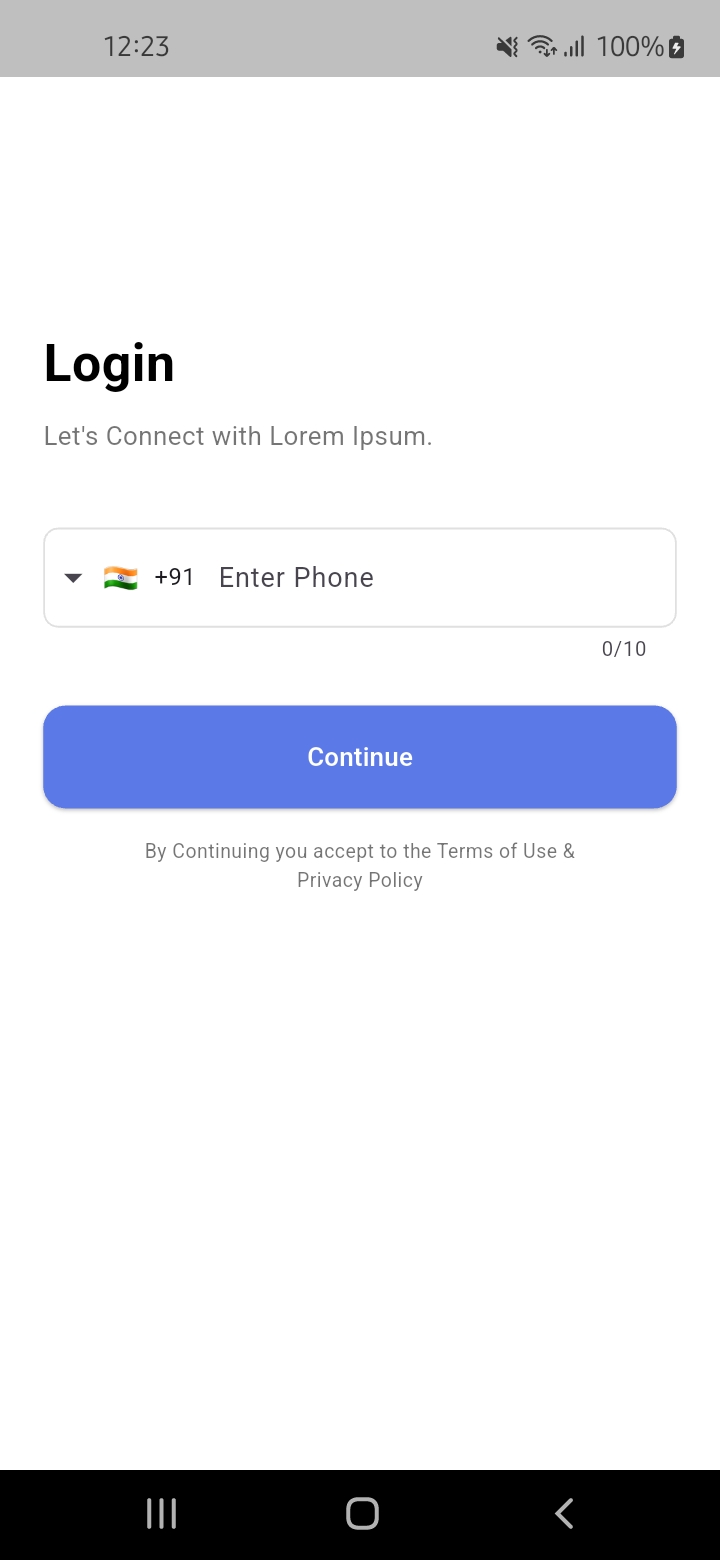 12:23 100%
Login
Let's Connect with Lorem Ipsum.
+91 Enter Phone
0/10
Continue
By Continuing you accept to the Terms of Use &
Privacy Policy